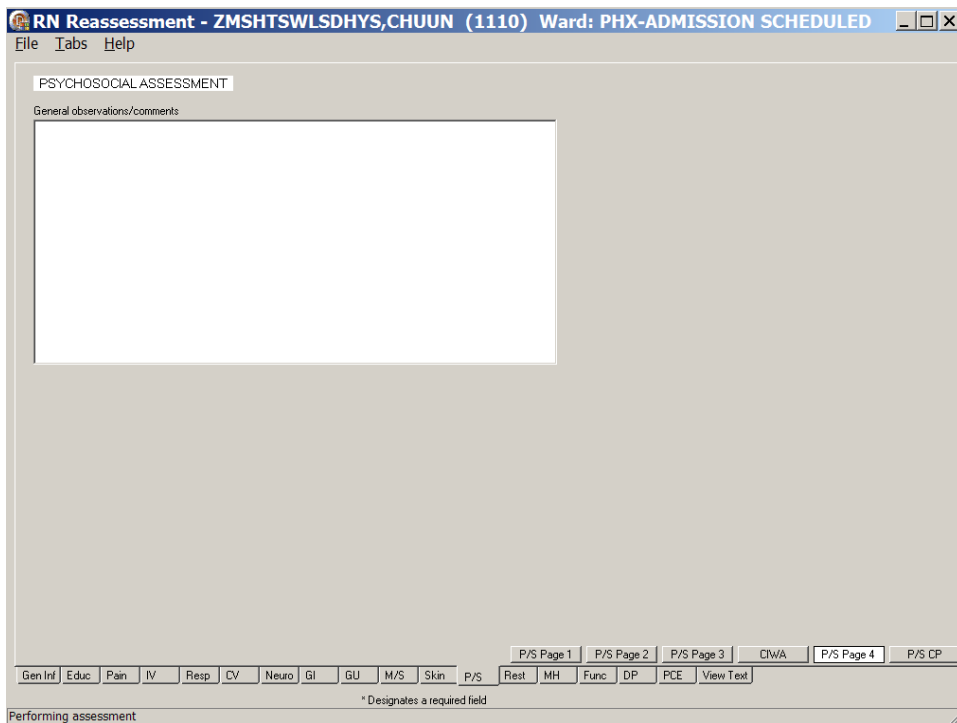 RN Reassessment - ZMSHTSWLSDHYS,CHUUN (1110) Ward: PHX-ADMISSION SCHEDULED
File Tabs Help
PSYCHOSOCIAL ASSESSMENT
General observations/comments
P/S Page 1 P/S Page 2 P/S Page 3 CIWA P/S Page 4 P/S CP
Gen Inf Educ Pain IV Resp CV Neuro GI GU M/S Skin P/S Rest MH Func DP PCE View Text
* Designates a required field
Performing assessment